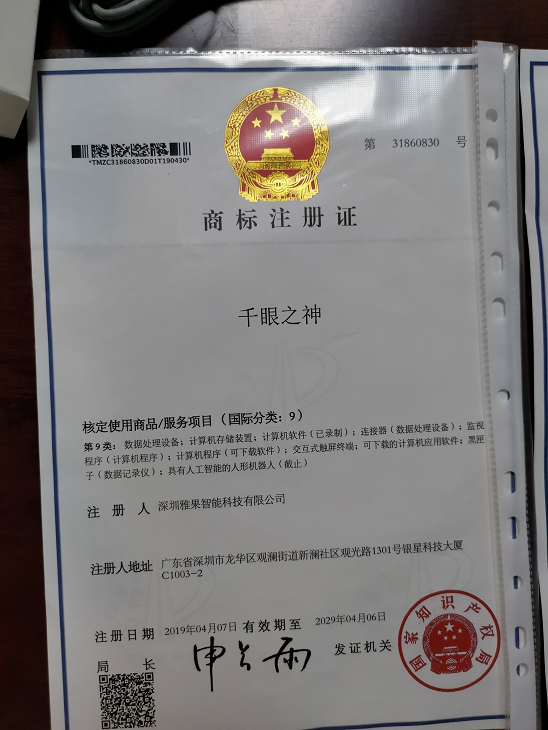 第 31860830 号
*TMZC31860830D01T190430*
商标注册证
千眼之神
核定使用商品/服务项目(国际分类:9)
第9类:数据处理设备;计算机存储装置;计算机软件(已录制);连接器(数据处理设备);监视
程序(计算机程序);计算机程序(可下载软件);交互式触屏终端;可下载的计算机应用软件;黑匣
子(数据记录仪);具有人工智能的人形机器人(截止)
注册人 深圳雅果智能科技有限公司
注册人地址 广东省深圳市龙华区观澜街道新澜社区观光路1301号银星科技大厦
C1003-2
注册日期 2019年04月07日 有效期至 2029年04月06日
局长 申长雨 发证机关
国家知识产权局